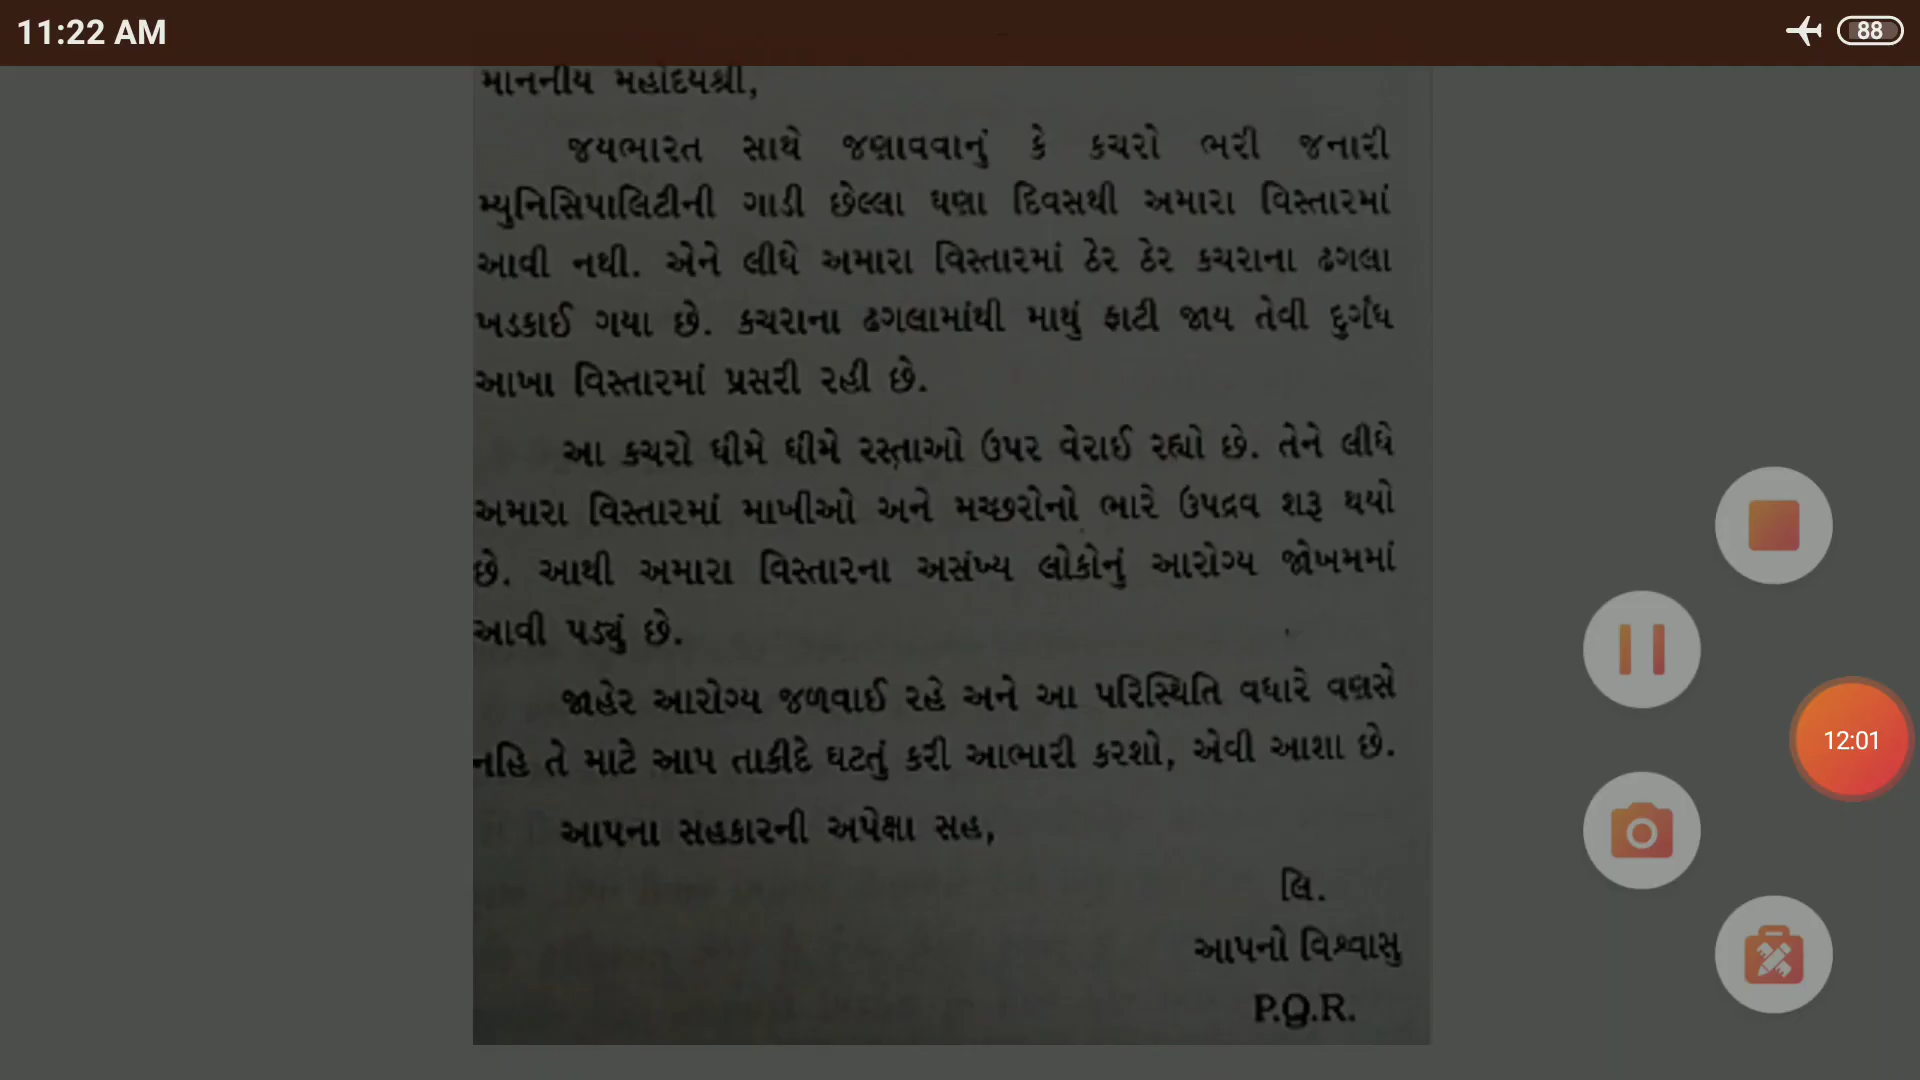 11:22 AM
88
માનનીય મહોદયશ્રી,
જયભારત સાથે જણાવવાનું કે કચરો ભરી જનારી
મ્યુનિસિપાલિટીની ગાડી છેલ્લા ઘણા દિવસથી અમારા વિસ્તારમાં
આવી નથી. એને લીધે અમારા વિસ્તારમાં ઠેર ઠેર કચરાના ઢગલા
ખડકાઈ ગયા છે. કચરાના ઢગલામાંથી માથું ફાટી જાય તેવી દુર્ગંધ
આખા વિસ્તારમાં પ્રસરી રહી છે.
આ કચરો ધીમે ધીમે રસ્તાઓ ઉપર વેરાઈ રહ્યો છે. તેને લીધે
અમારા વિસ્તારમાં માખીઓ અને મચ્છરોનો ભારે ઉપદ્રવ શરૂ થયો
છે. આથી અમારા વિસ્તારના અસંખ્ય લોકોનું આરોગ્ય જોખમમાં
આવી પડ્યું છે.
જાહેર આરોગ્ય જળવાઈ રહે અને આ પરિસ્થિતિ વધારે વણસે
નહિ તે માટે આપ તાકીદે ઘટતું કરી આભારી કરશો, એવી આશા છે.
આપના સહકારની અપેક્ષા સહ,
લિ.
આપનો વિશ્વાસુ
P.Q.R.
12:01